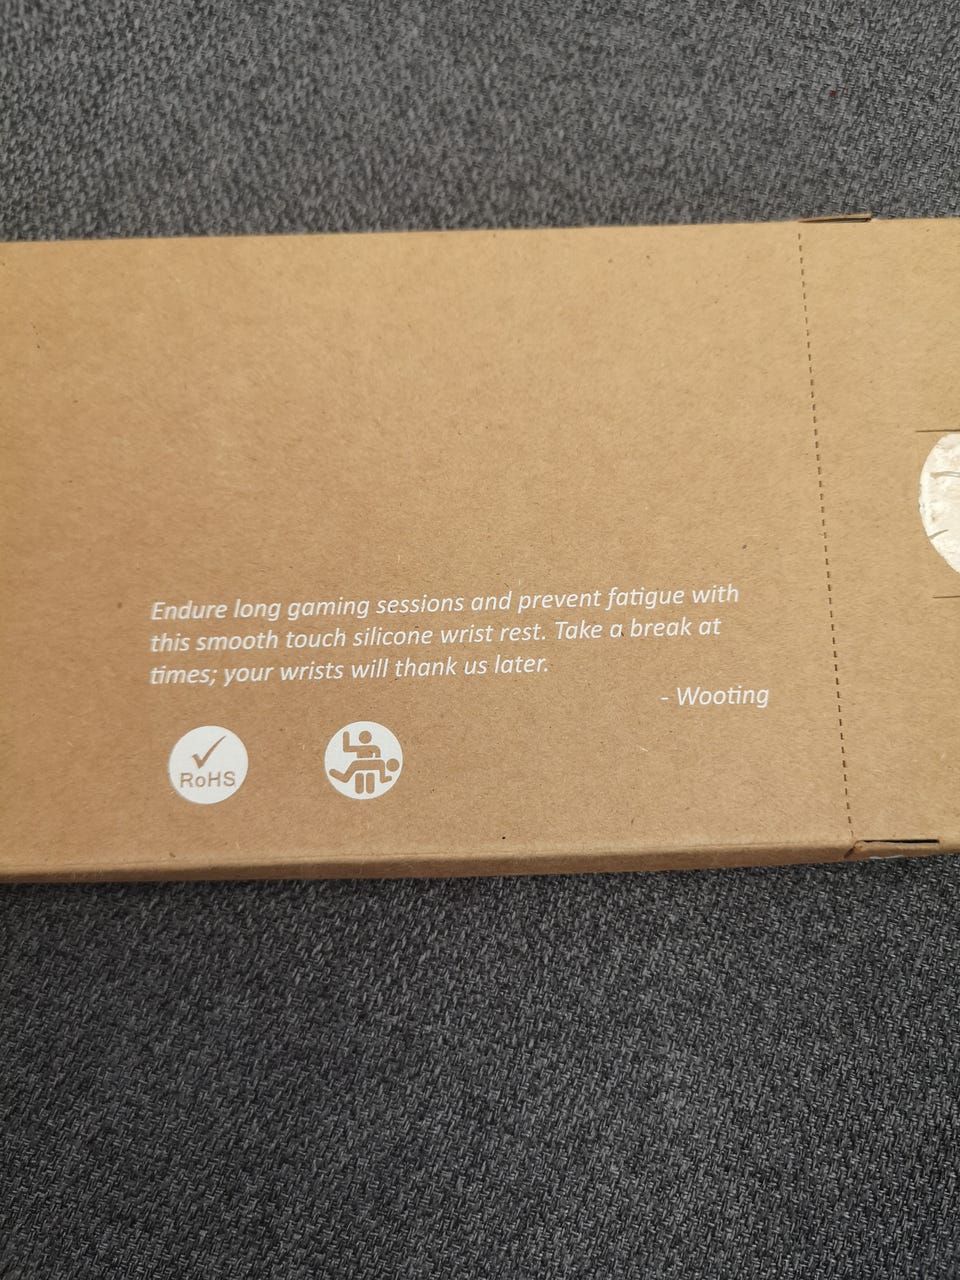 Endure long gaming sessions and prevent fatigue with
this smooth touch silicone wrist rest. Take a break at
times; your wrists will thank us later.
- Wooting
RoHS